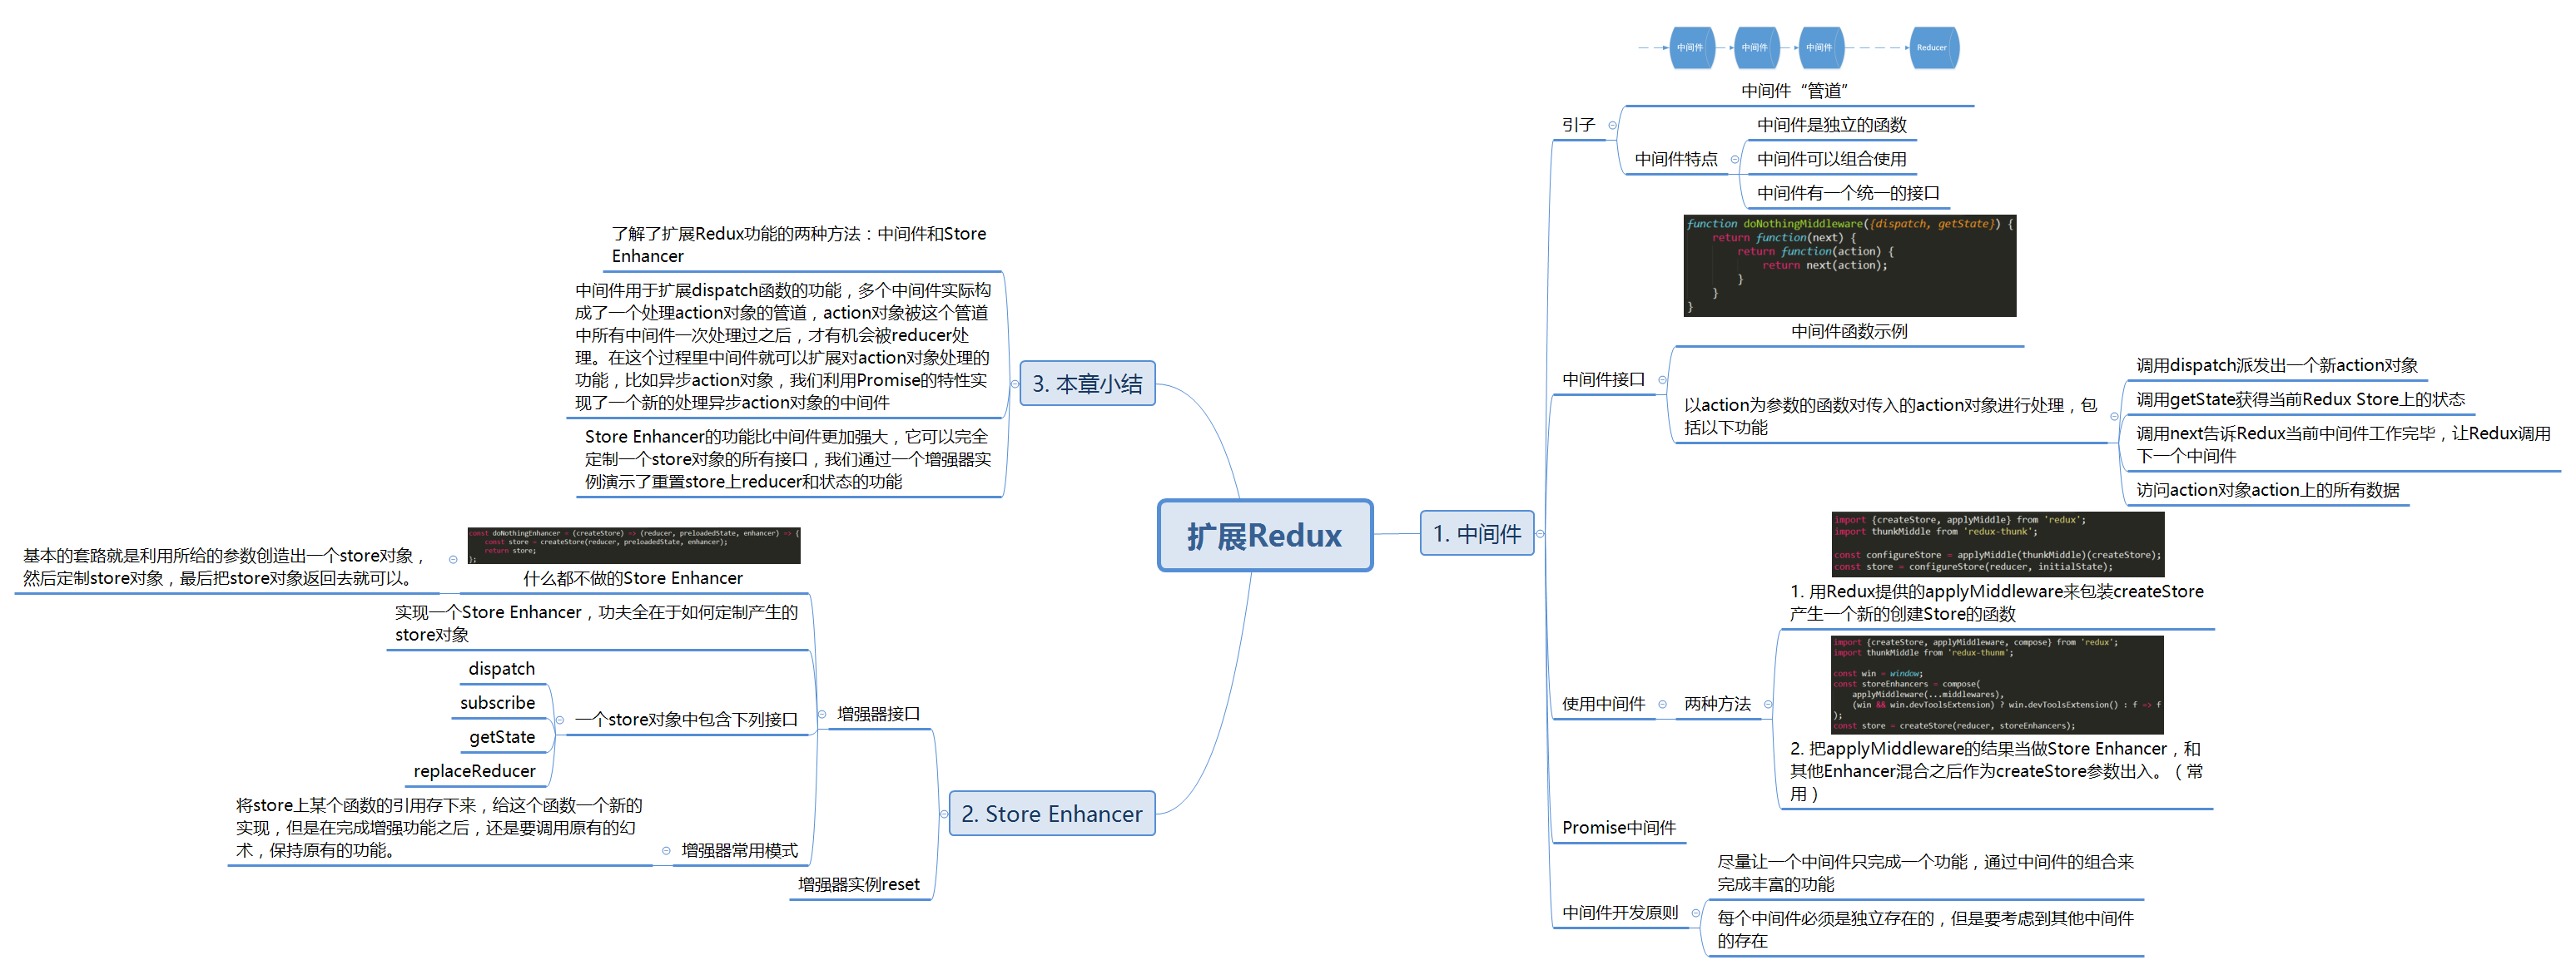 扩展Redux
1. 中间件
引子
中间件
中间件
中间件
Reducer
中间件“管道”
中间件特点
中间件是独立的函数
中间件可以组合使用
中间件有一个统一的接口
中间件接口
function doNothingMiddleware({dispatch, getState}) {
return function(next) {
return function(action) {
return next(action);
}
}
}
中间件函数示例
以action为参数的函数对传入的action对象进行处理，包
括以下功能
调用dispatch派发出一个新action对象
调用getState获得当前Redux Store上的状态
调用next告诉Redux当前中间件工作完毕，让Redux调用
下一个中间件
访问action对象action上的所有数据
使用中间件
两种方法
import {createStore, applyMiddle} from 'redux';
import thunkMiddle from 'redux-thunk';
const configureStore = applyMiddle(thunkMiddle)(createStore);
const store = configureStore(reducer, initialState);
1. 用Redux提供的applyMiddleware来包装createStore
产生一个新的创建Store的函数
import {createStore, applyMiddleware, compose} from 'redux';
import thunkMiddle from 'redux-thunm';
const win = window;
const storeEnhancers = compose(
applyMiddleware(...middlewares),
(win && win.devToolsExtension) ? win.devToolsExtension() : f => f
);
const store = createStore(reducer, storeEnhancers);
2. 把applyMiddleware的结果当做Store Enhancer，和
其他Enhancer混合之后作为createStore参数出入。（常
用）
Promise中间件
中间件开发原则
尽量让一个中间件只完成一个功能，通过中间件的组合来
完成丰富的功能
每个中间件必须是独立存在的，但是要考虑到其他中间件
的存在
2. Store Enhancer
增强器接口
const doNothingEnhancer = (createStore) => (reducer, preloadedState, enhancer) => {
const store = createStore(reducer, preloadedState, enhancer);
return store;
};
什么都不做的Store Enhancer
基本的套路就是利用所给的参数创造出一个store对象，
然后定制store对象，最后把store对象返回去就可以。
实现一个Store Enhancer，功夫全在于如何定制产生的
store对象
一个store对象中包含下列接口
dispatch
subscribe
getState
replaceReducer
增强器常用模式
将store上某个函数的引用存下来，给这个函数一个新的
实现，但是在完成增强功能之后，还是要调用原有的幻
术，保持原有的功能。
增强器实例reset
3. 本章小结
了解了扩展Redux功能的两种方法：中间件和Store
Enhancer
中间件用于扩展dispatch函数的功能，多个中间件实际构
成了一个处理action对象的管道，action对象被这个管道
中所有中间件一次处理过之后，才有机会被reducer处
理。在这个过程里中间件就可以扩展对action对象处理的
功能，比如异步action对象，我们利用Promise的特性实
现了一个新的处理异步action对象的中间件
Store Enhancer的功能比中间件更加强大，它可以完全
定制一个store对象的所有接口，我们通过一个增强器实
例演示了重置store上reducer和状态的功能